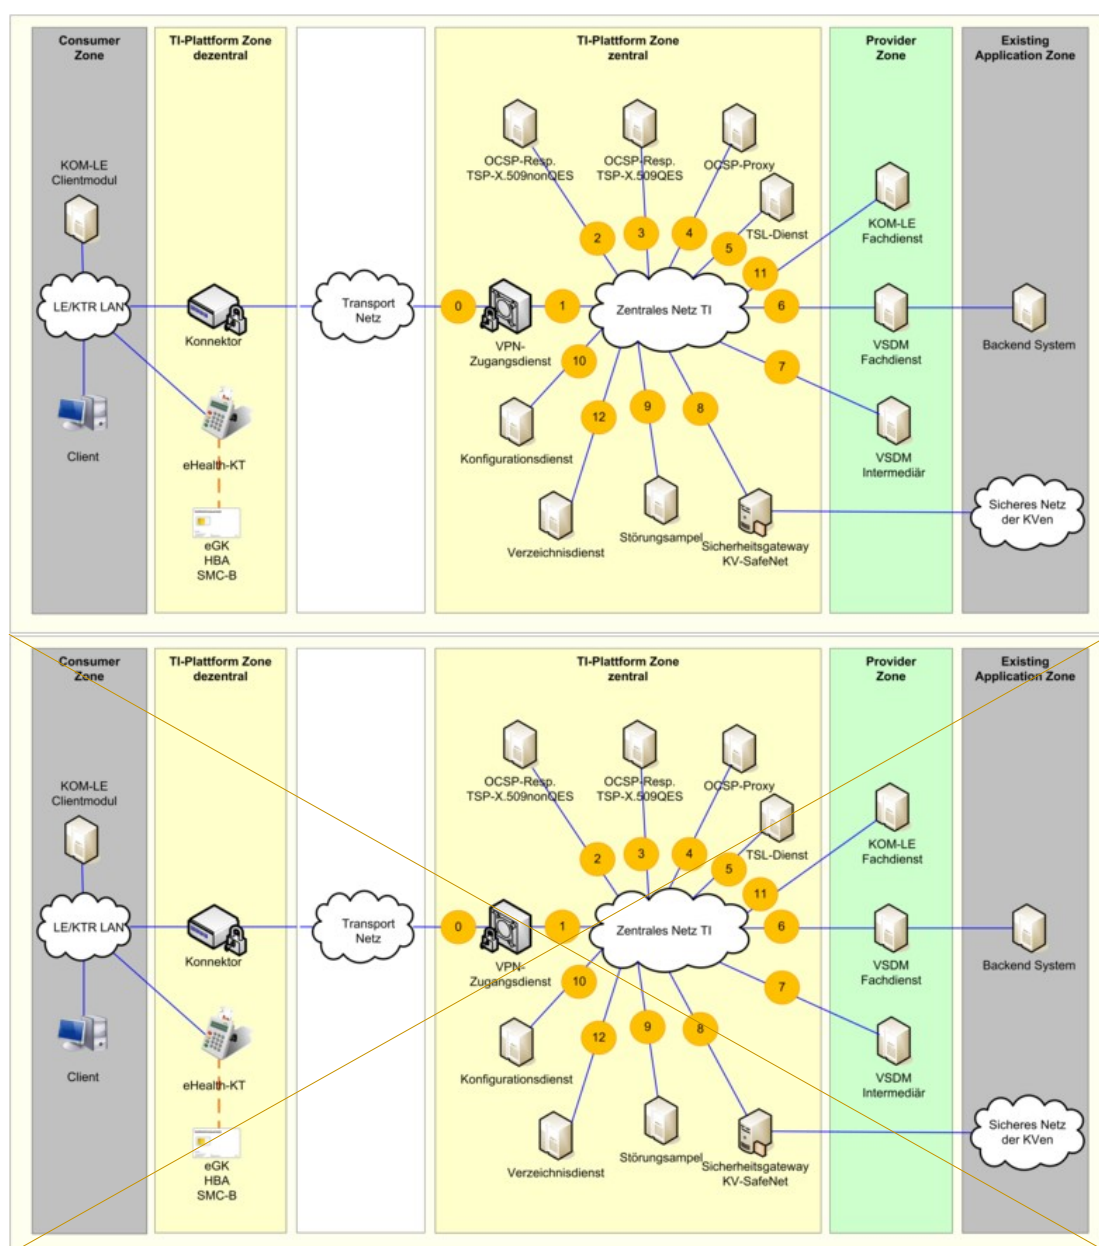 Consumer
Zone
TI-Plattform Zone
dezentral
TI-Plattform Zone
zentral
Provider
Zone
Existing
Application Zone
OCSP-Resp.
TSP-X.509nonQES
OCSP-Resp.
TSP-X.509QES
OCSP-Proxy
KOM-LE
Clientmodul
TSL-Dienst
KOM-LE
Fachdienst
2
3
4
5
11
LE/KTR LAN
Konnektor
Transport
Netz
0
VPN-
Zugangsdienst
1
Zentrales Netz TI
6
VSDM
Fachdienst
Backend System
10
7
12
9
8
Client
eHealth-KT
Konfigurationsdienst
VSDM
Intermediär
eGK
HBA
SMC-B
Verzeichnisdienst
Störungsampel
Sicherheitsgateway
KV-SafeNet
Sicheres Netz
der KVen
Consumer
Zone
TI-Plattform Zone
dezentral
TI-Plattform Zone
zentral
Provider
Zone
Existing
Application Zone
OCSP-Resp.
TSP-X.509nonQES
OCSP-Resp.
TSP-X.509QES
OCSP-Proxy
KOM-LE
Clientmodul
TSL-Dienst
KOM-LE
Fachdienst
2
3
4
5
11
LE/KTR LAN
Konnektor
Transport
Netz
0
VPN-
Zugangsdienst
1
Zentrales Netz TI
6
VSDM
Fachdienst
Backend System
10
7
12
9
8
Client
eHealth-KT
Konfigurationsdienst
VSDM
Intermediär
eGK
HBA
SMC-B
Verzeichnisdienst
Störungsampel
Sicherheitsgateway
KV-SafeNet
Sicheres Netz
der KVen